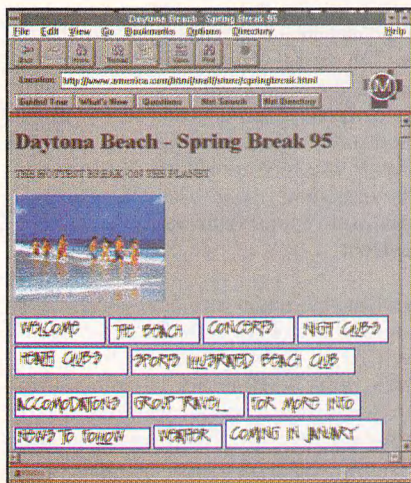 Daytona Beach - Spring Break 95
File Edit View Go Bookmarks Options Directory Help
Location: http://www.america.com/html/mall/store/springbreak.html
Guided Tour What's New Questions Net Search Net Directory
Daytona Beach - Spring Break 95
THE HOTTEST BREAK ON THE PLANET
WELCOME THE BEACH CONCERTS NIGHT CLUBS
HEALTH CLUBS SPORTS ILLUSTRATED BEACH CLUB
ACCOMODATIONS GROUP TRAVEL FOR MORE INFO
NEWS TO FOLLOW WEATHER COMING IN JANUARY